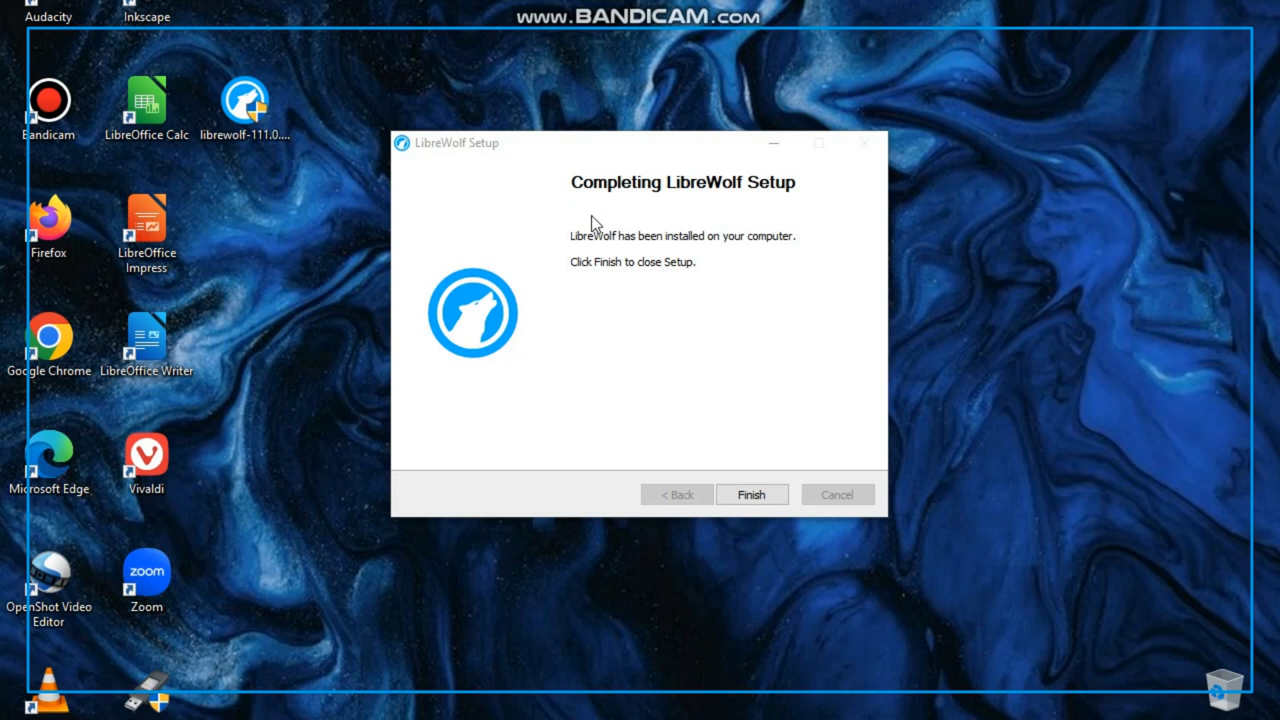 www.BANDICAM.com
Audacity
Inkscape
Bandicam
LibreOffice Calc
librewolf-111.0....
Firefox
LibreOffice
Impress
Google Chrome
LibreOffice Writer
Microsoft Edge
Vivaldi
OpenShot Video
Editor
zoom
Zoom
LibreWolf Setup
Completing LibreWolf Setup
LibreWolf has been installed on your computer.
Click Finish to close Setup.
< Back
Finish
Cancel